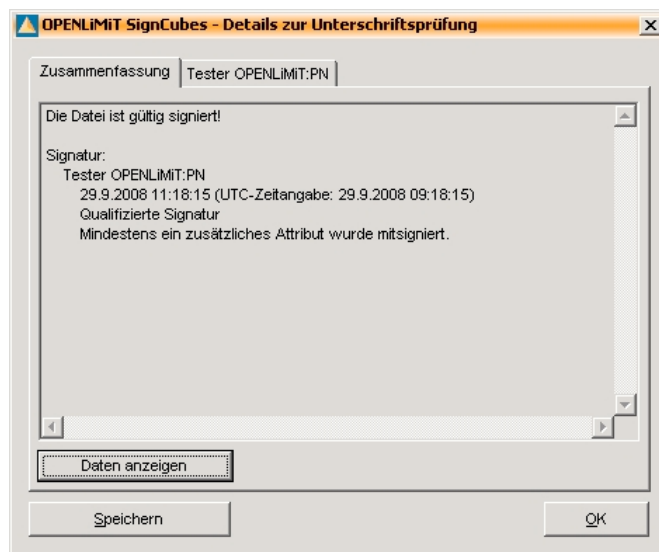 OPENLiMiT SignCubes - Details zur Unterschriftsprüfung
Zusammenfassung
Tester OPENLiMiT:PN
Die Datei ist gültig signiert!
Signatur:
Tester OPENLiMiT:PN
29.9.2008 11:18:15 (UTC-Zeitangabe: 29.9.2008 09:18:15)
Qualifizierte Signatur
Mindestens ein zusätzliches Attribut wurde mitsigniert.
Daten anzeigen
Speichern
OK